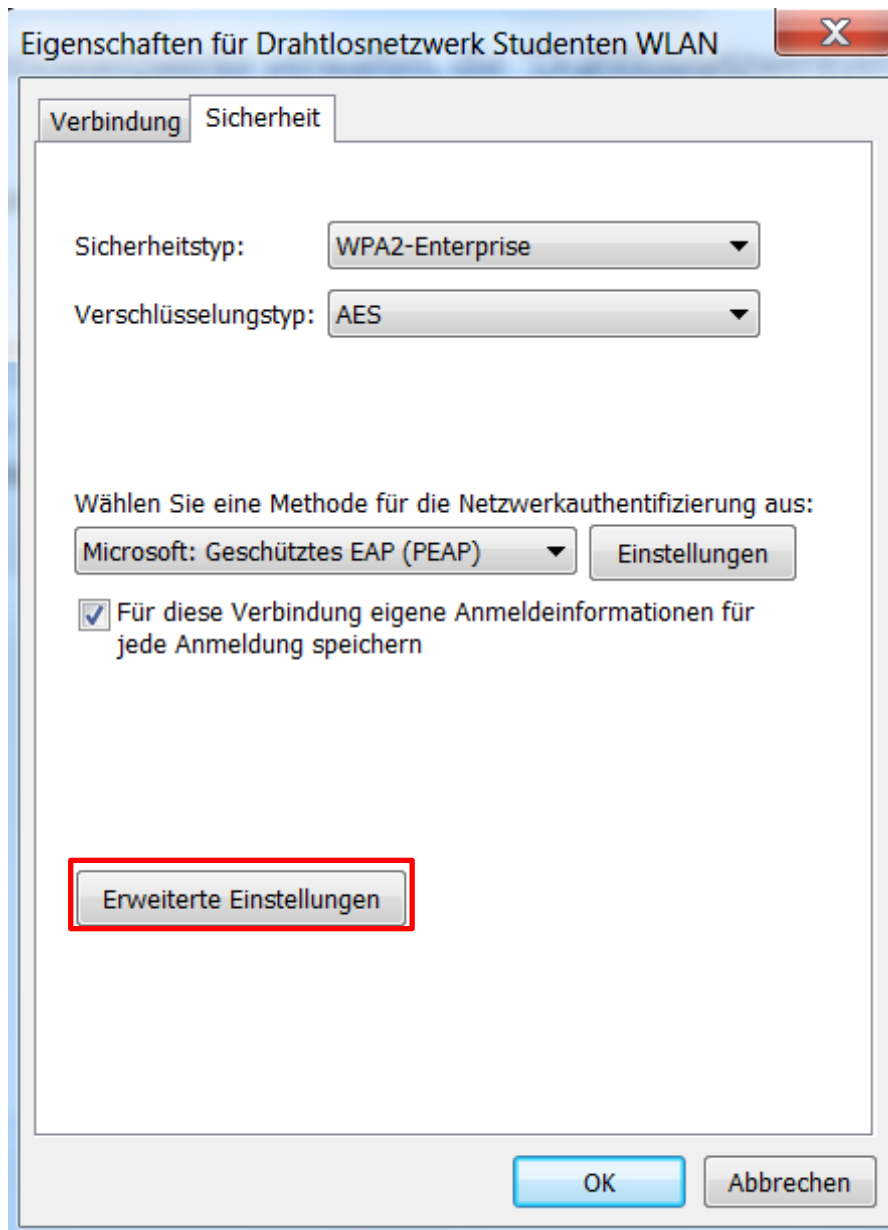 Eigenschaften für Drahtlosnetzwerk Studenten WLAN
Verbindung Sicherheit
Sicherheitstyp: WPA2-Enterprise
Verschlüsselungstyp: AES
Wählen Sie eine Methode für die Netzwerkauthentifizierung aus:
Microsoft: Geschütztes EAP (PEAP) Einstellungen
Für diese Verbindung eigene Anmeldeinformationen für
jede Anmeldung speichern
Erweiterte Einstellungen
OK Abbrechen